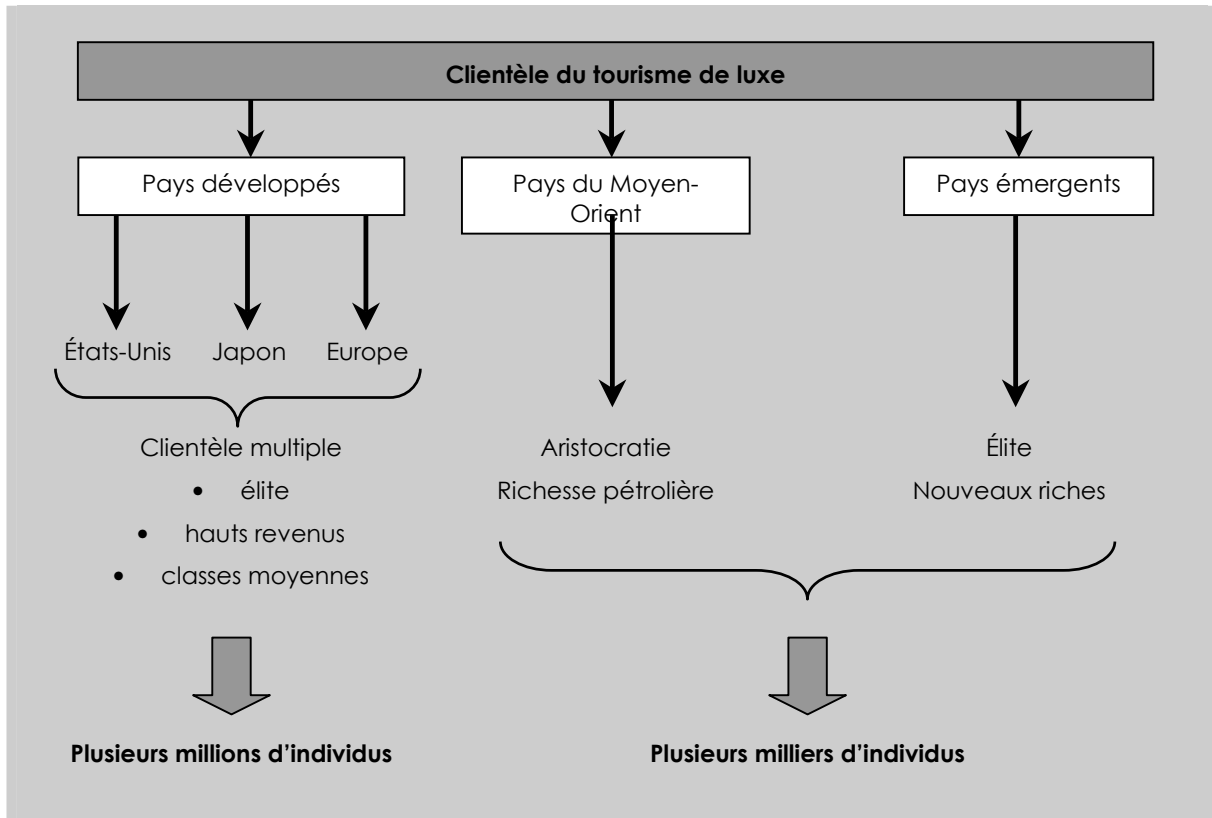 Clientèle du tourisme de luxe
Pays développés
Pays du Moyen-
Orient
Pays émergents
États-Unis
Japon
Europe
Clientèle multiple
• élite
• hauts revenus
• classes moyennes
Aristocratie
Richesse pétrolière
Élite
Nouveaux riches
Plusieurs millions d’individus
Plusieurs milliers d’individus